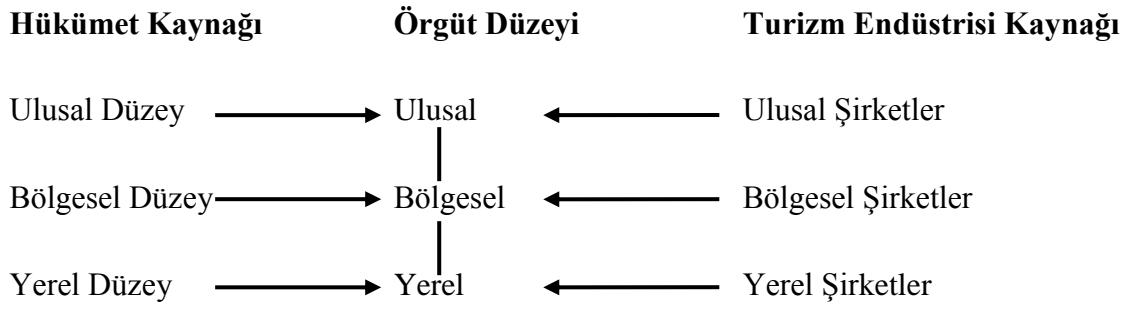 Hükümet Kaynağı Örgüt Düzeyi Turizm Endüstrisi Kaynağı
Ulusal Düzey Ulusal Ulusal Şirketler
Bölgesel Düzey Bölgesel Bölgesel Şirketler
Yerel Düzey Yerel Yerel Şirketler